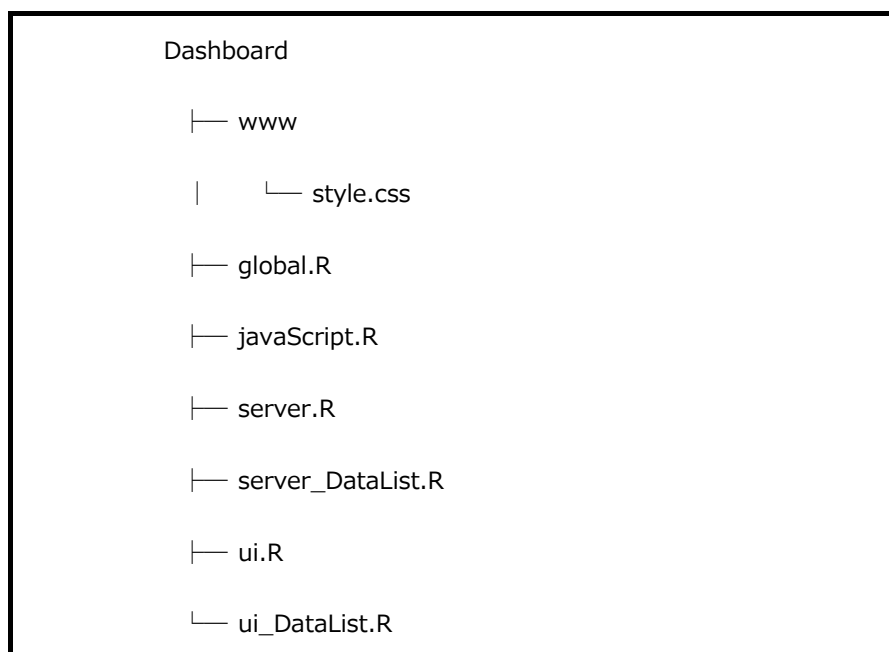 Dashboard
├── www
│ └── style.css
├── global.R
├── javaScript.R
├── server.R
├── server_DataList.R
├── ui.R
└── ui_DataList.R